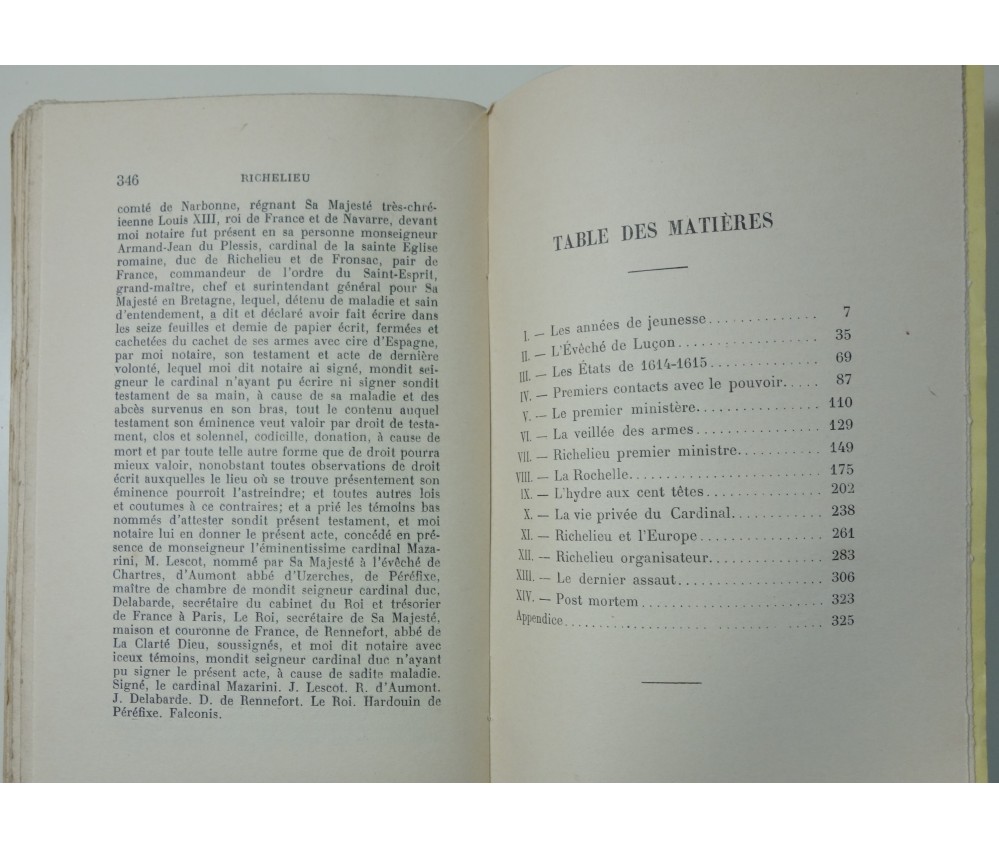 346 RICHELIEU
comté de Narbonne, régnant Sa Majesté très-chré-
ienne Louis XIII, roi de France et de Navarre, devant
moi notaire fut présent en sa personne monseigneur
Armand-Jean du Plessis, cardinal de la sainte Église
romaine, duc de Richelieu et de Fronsac, pair de
France, commandeur de l'ordre du Saint-Esprit,
grand-maître, chef et surintendant général pour Sa
Majesté en Bretagne, lequel, détenu de maladie et sain
d'entendement, a dit et déclaré avoir fait écrire dans
les seize feuilles et demie de papier écrit, fermées et
cachetées du cachet de ses armes avec cire d'Espagne,
par moi notaire, son testament et acte de dernière
volonté, lequel moi dit notaire ai signé, mondit sei-
gneur le cardinal n'ayant pu écrire ni signer sondit
testament de sa main, à cause de sa maladie et des
abcès survenus en son bras, tout le contenu auquel
testament son éminence veut valoir par droit de testa-
ment, clos et solennel, codicille, donation, à cause de
mort et par toute telle autre forme que de droit pourra
mieux valoir, nonobstant toutes observations de droit
écrit auxquelles le lieu où se trouve présentement son
éminence pourroit l'astreindre; et toutes autres lois
et coutumes à ce contraires; et a prié les témoins bas
nommés d'attester sondit présent testament, et moi
notaire lui en donner le présent acte, concédé en pré-
sence de monseigneur l'éminentissime cardinal Maza-
rini, M. Lescot, nommé par Sa Majesté à l'évêché de
Chartres, d'Aumont abbé d'Uzerches, de Péréfixe,
maître de chambre de mondit seigneur cardinal duc,
Delabarde, secrétaire du cabinet du Roi et trésorier
de France à Paris, Le Roi, secrétaire de Sa Majesté,
maison et couronne de France, de Rennefort, abbé de
La Clarté Dieu, soussignés, et moi dit notaire avec
iceux témoins, mondit seigneur cardinal duc n'ayant
pu signer le présent acte, à cause de sadite maladie.
Signé, le cardinal Mazarini. J. Lescot. R. d'Aumont.
J. Delabarde. D. de Rennefort. Le Roi. Hardouin de
Péréfixe. Falconis.
TABLE DES MATIÈRES
I. — Les années de jeunesse............... 7
II. — L'Évêché de Luçon.................. 35
III. — Les États de 1614-1615............... 69
IV. — Premiers contacts avec le pouvoir..... 87
V. — Le premier ministère................ 110
VI. — La veillée des armes................ 129
VII. — Richelieu premier ministre........... 149
VIII. — La Rochelle........................ 175
IX. — L'hydre aux cent têtes............... 202
X. — La vie privée du Cardinal............ 238
XI. — Richelieu et l'Europe................ 261
XII. — Richelieu organisateur............... 283
XIII. — Le dernier assaut................... 306
XIV. — Post mortem....................... 323
Appendice............................... 325